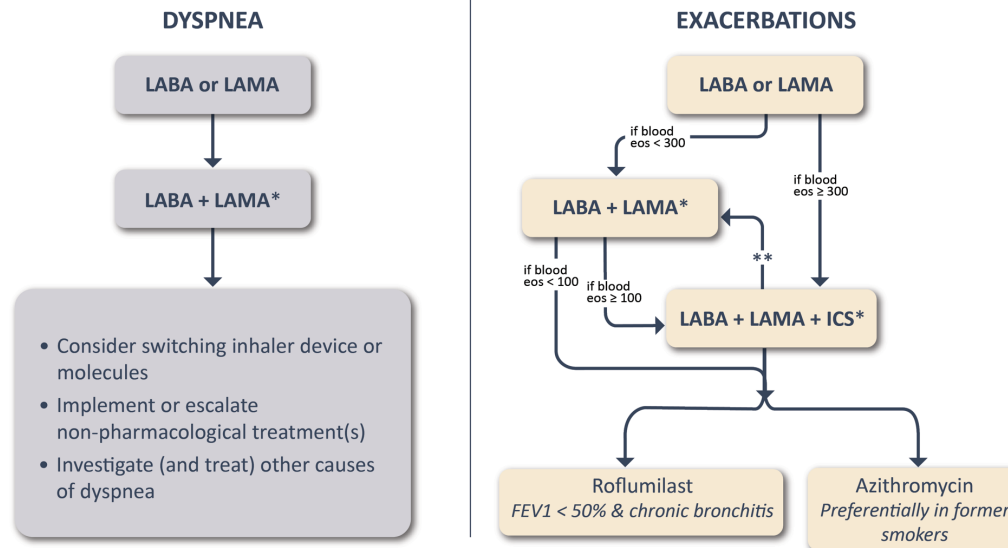 DYSPNEA
LABA or LAMA
LABA + LAMA*
• Consider switching inhaler device or
molecules
• Implement or escalate
non-pharmacological treatment(s)
• Investigate (and treat) other causes
of dyspnea
EXACERBATIONS
LABA or LAMA
if blood
eos < 300
if blood
eos ≥ 300
LABA + LAMA*
**
if blood
eos < 100
if blood
eos ≥ 100
LABA + LAMA + ICS*
Roflumilast
FEV1 < 50% & chronic bronchitis
Azithromycin
Preferentially in former
smokers